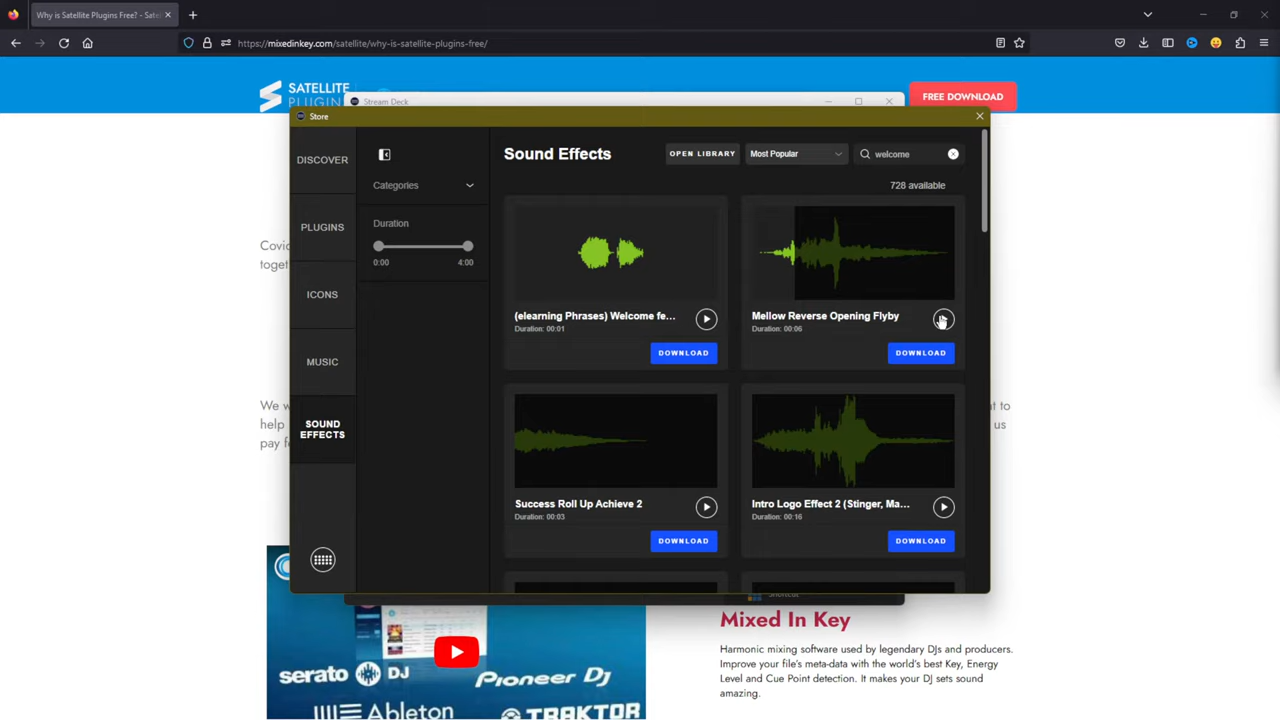 Why is Satellite Plugins Free? - Sate
https://mixedinkey.com/satellite/why-is-satellite-plugins-free/
SATELLITE
PLUGINS
FREE DOWNLOAD
Stream Deck
Store
DISCOVER
PLUGINS
ICONS
MUSIC
SOUND
EFFECTS
Categories
Duration
0:00
4:00
Sound Effects
OPEN LIBRARY
Most Popular
welcome
728 available
(elearning Phrases) Welcome fe...
Duration: 00:01
DOWNLOAD
Mellow Reverse Opening Flyby
Duration: 00:06
DOWNLOAD
Success Roll Up Achieve 2
Duration: 00:03
DOWNLOAD
Intro Logo Effect 2 (Stinger, Ma...
Duration: 00:16
DOWNLOAD
Covid
toget
We w
help
pay fo
nt to
us
Shortcut
serato DJ
Pioneer Dj
Ableton
TRAKTOR
Mixed In Key
Harmonic mixing software used by legendary DJs and producers.
Improve your file's meta-data with the world's best Key, Energy
Level and Cue Point detection. It makes your DJ sets sound
amazing.